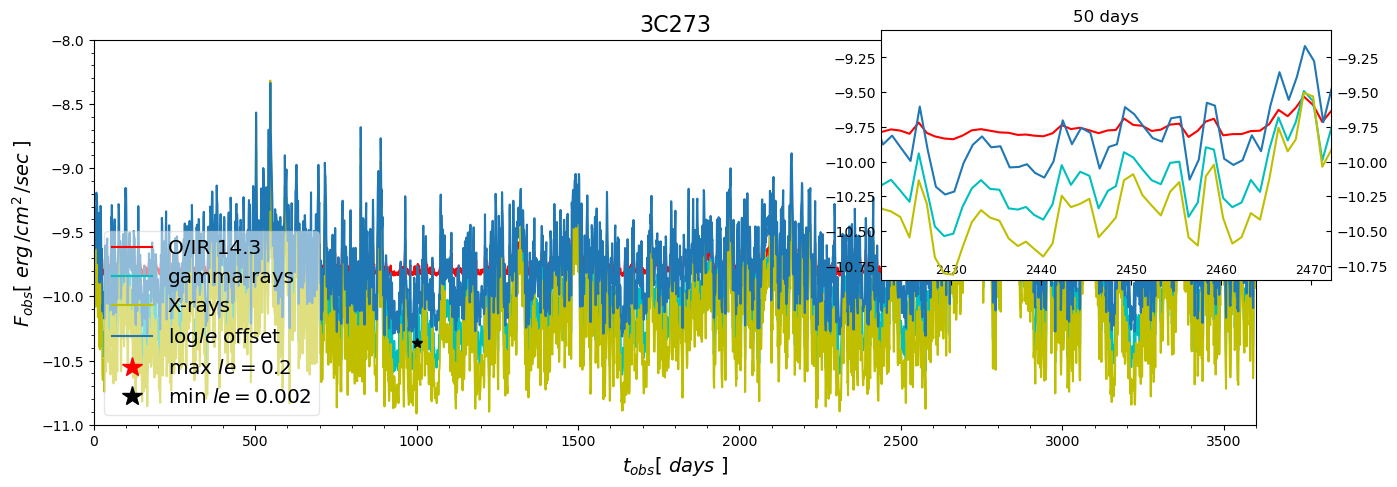 3C273
50 days
F_obs[ erg /cm^2 /sec ]
-8.0
-8.5
-9.0
-9.5
-10.0
-10.5
-11.0
O/IR 14.3
gamma-rays
X-rays
logle offset
max le = 0.2
min le = 0.002
0 500 1000 1500 2000 2500 3000 3500
t_obs[ days ]
−9.25 −9.25
−9.50 −9.50
−9.75 −9.75
−10.00 −10.00
−10.25 −10.25
−10.50 −10.50
−10.75 −10.75
2430 2440 2450 2460 2470